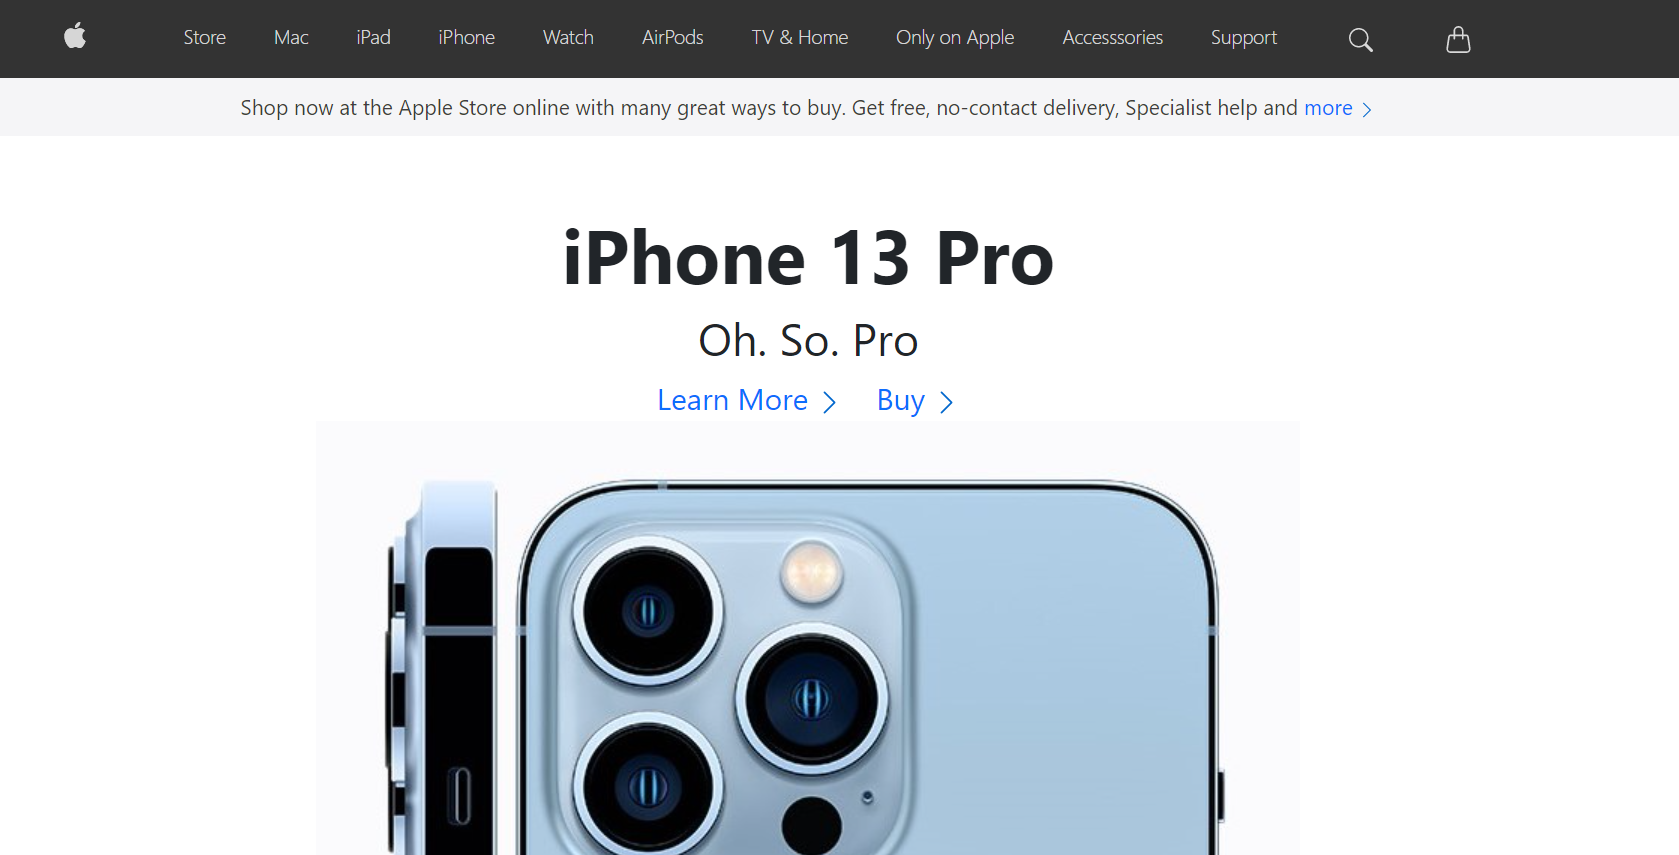 Store Mac iPad iPhone Watch AirPods TV & Home Only on Apple Accesssories Support
Shop now at the Apple Store online with many great ways to buy. Get free, no-contact delivery, Specialist help and more
iPhone 13 Pro
Oh. So. Pro
Learn More Buy